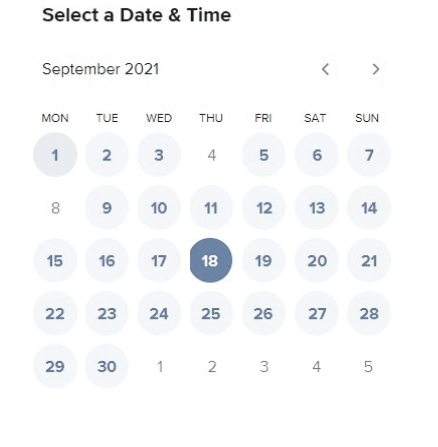 Select a Date & Time
September 2021 < >
MON TUE WED THU FRI SAT SUN
1 2 3 4 5 6 7
8 9 10 11 12 13 14
15 16 17 18 19 20 21
22 23 24 25 26 27 28
29 30 1 2 3 4 5